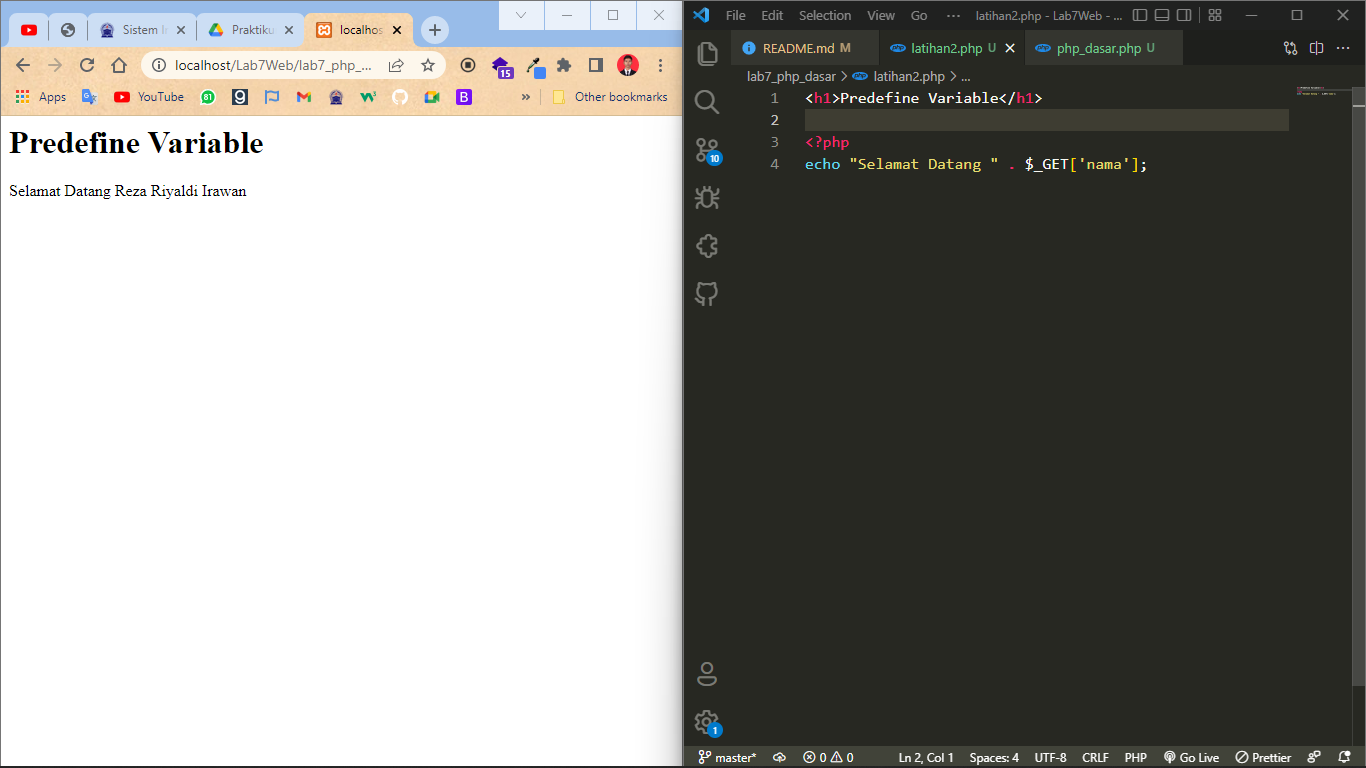 Sistem I
Praktiku
localhos
localhost/Lab7Web/lab7_php_...
15
Apps
YouTube
81
g
B
»
Other bookmarks
Predefine Variable
Selamat Datang Reza Riyaldi Irawan
File Edit Selection View Go ··· latihan2.php - Lab7Web - ...
README.md M
php latihan2.php U
php php_dasar.php U
lab7_php_dasar > php latihan2.php > ...
1 <h1>Predefine Variable</h1>
2
3 <?php
4 echo "Selamat Datang " . $_GET['nama'];
10
1
master* 0 0 Ln 2, Col 1 Spaces: 4 UTF-8 CRLF PHP Go Live Prettier